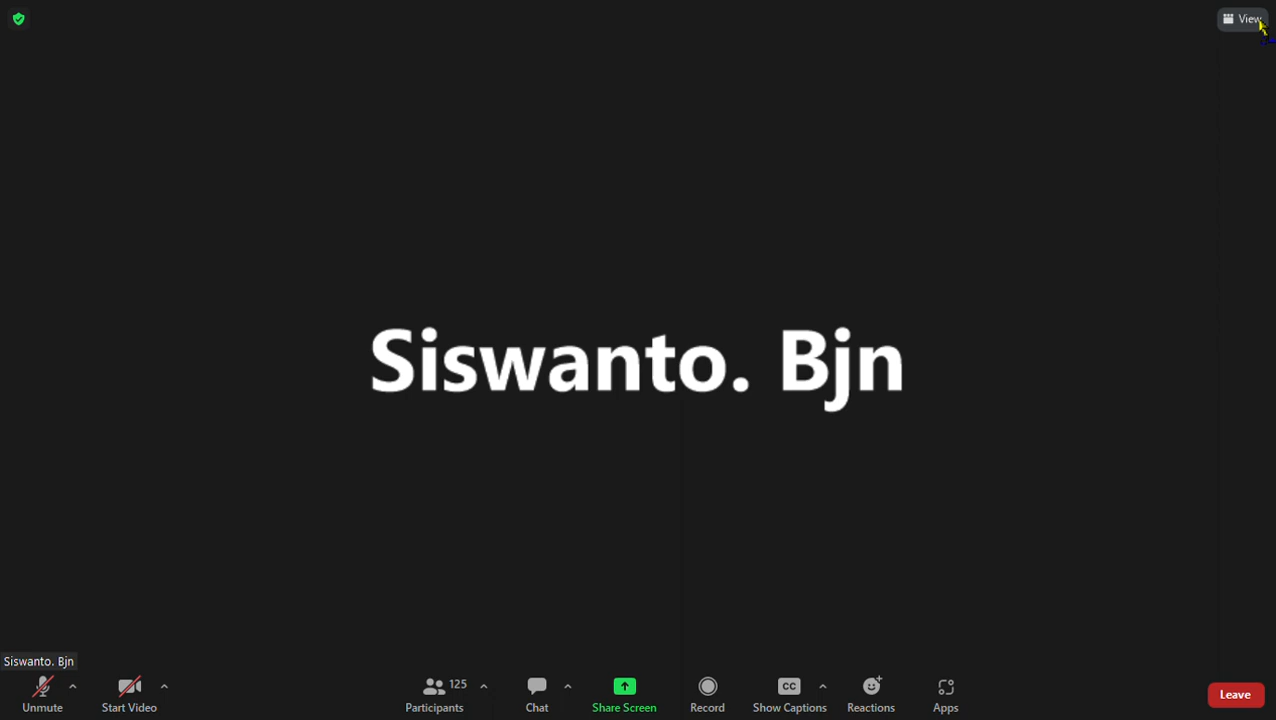 View
Siswanto. Bjn
Siswanto. Bjn
Unmute
Start Video
125
Participants
Chat
Share Screen
Record
CC
Show Captions
Reactions
Apps
Leave